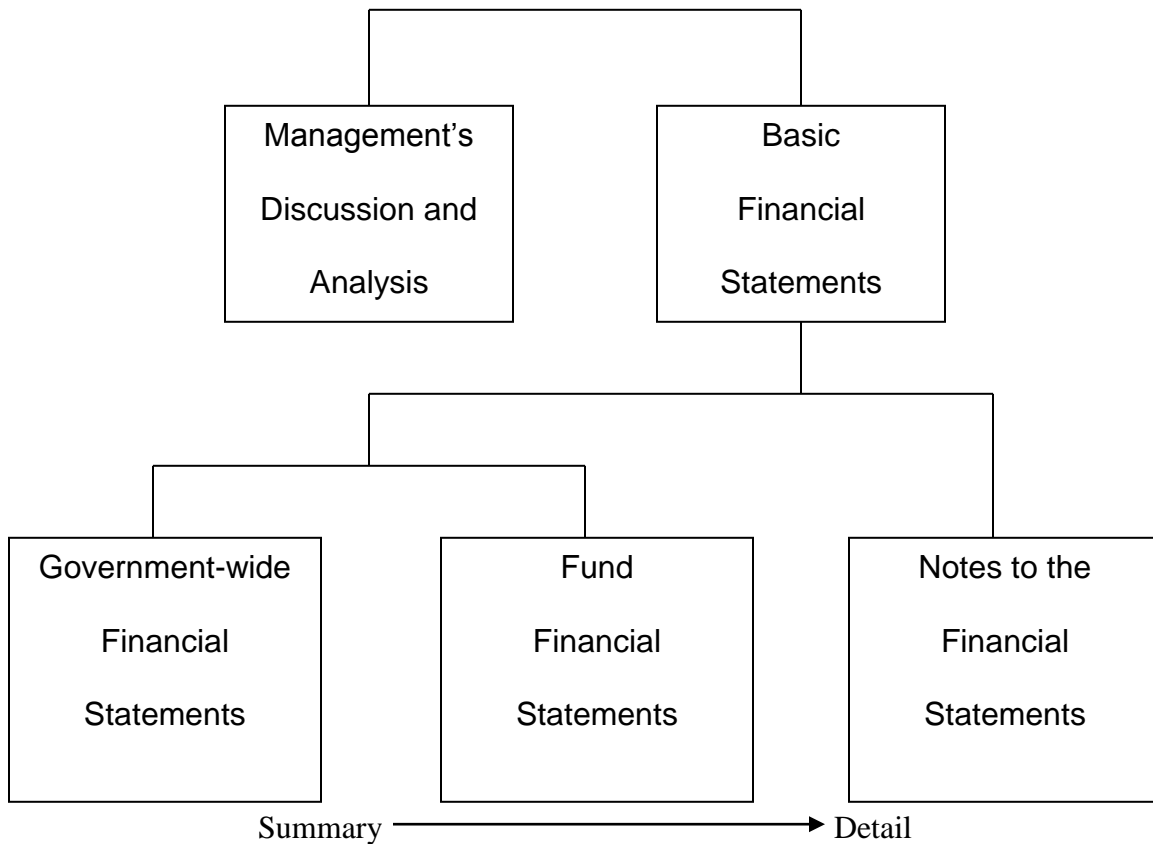 Management’s
Discussion and
Analysis
Basic
Financial
Statements
Government-wide
Financial
Statements
Fund
Financial
Statements
Notes to the
Financial
Statements
Summary
Detail